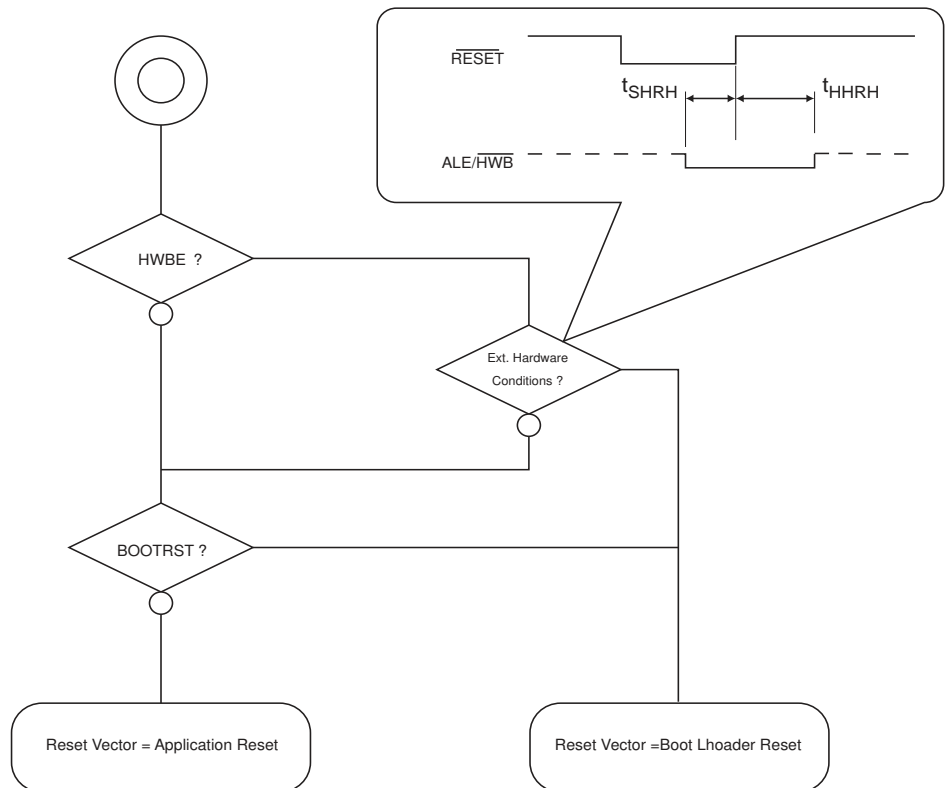 RESET
tSHRH
tHHRH
ALE/HWB
HWBE ?
Ext. Hardware
Conditions ?
BOOTRST ?
Reset Vector = Application Reset
Reset Vector =Boot Lhoader Reset